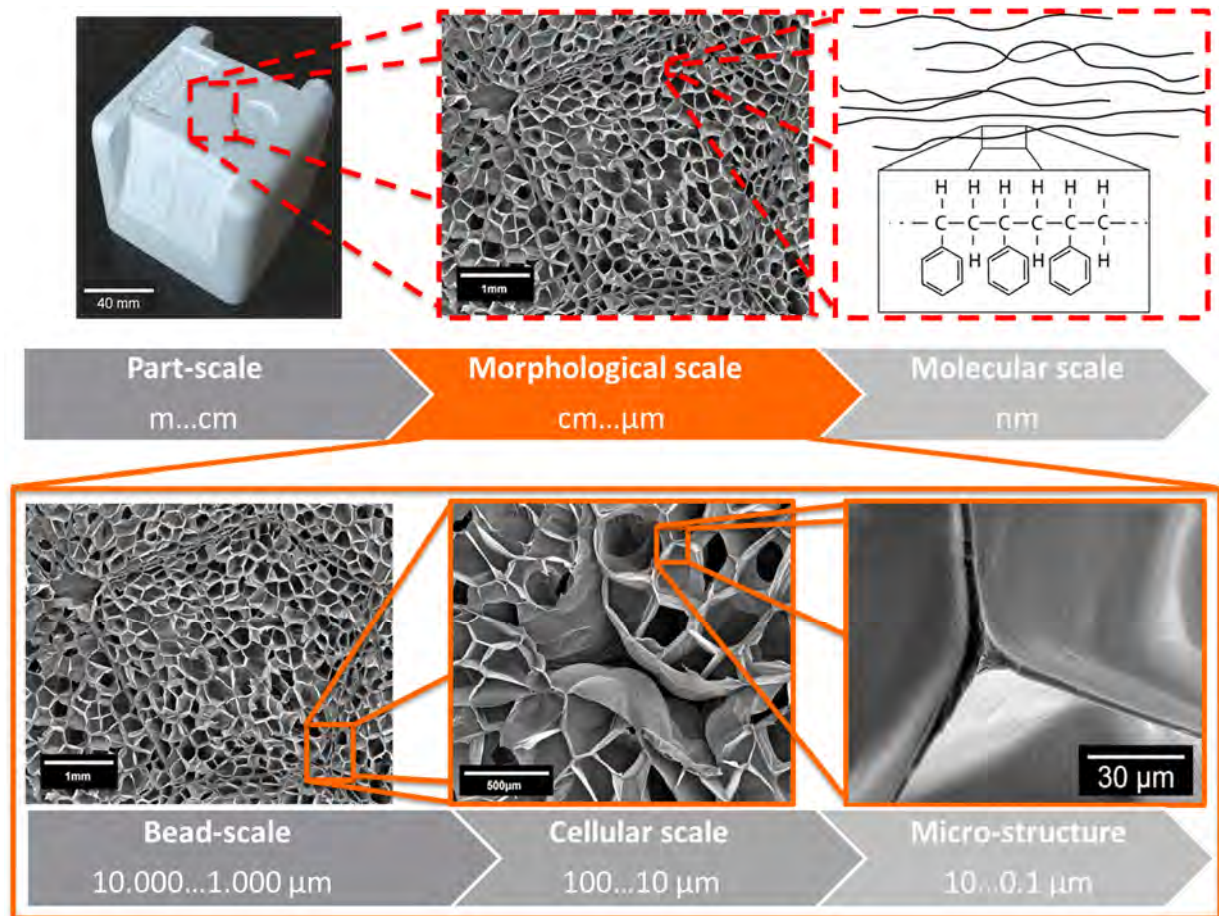 40 mm
1mm
H H H H H H
C C C C C C
H H H H
Part-scale
m...cm
Morphological scale
cm...µm
Molecular scale
nm
1mm
500µm
30 µm
Bead-scale
10.000...1.000 µm
Cellular scale
100...10 µm
Micro-structure
10...0.1 µm